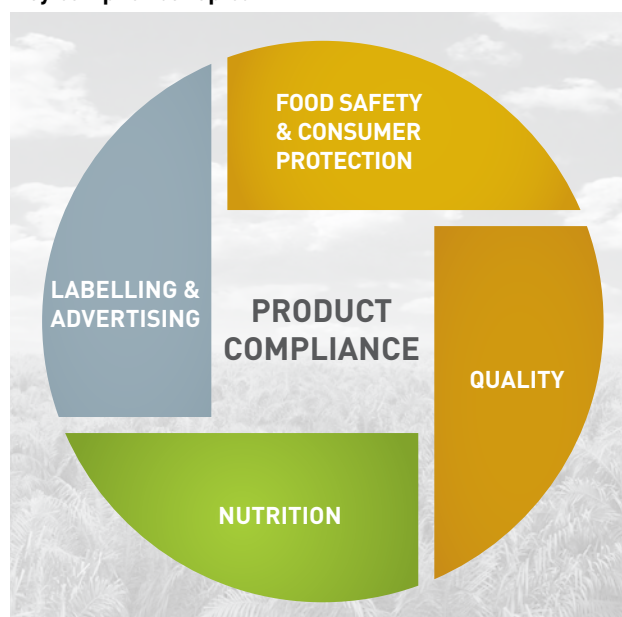 FOOD SAFETY
& CONSUMER
PROTECTION
LABELLING &
ADVERTISING
PRODUCT
COMPLIANCE
QUALITY
NUTRITION